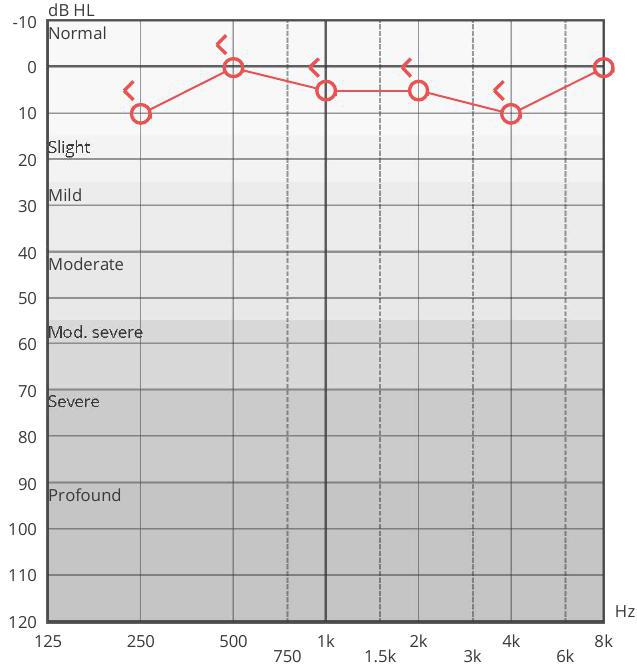 dB HL
-10
Normal
0
10
Slight
20
Mild
30
40
Moderate
50
Mod. severe
60
70
Severe
80
90
Profound
100
110
120
Hz
125 250 500 1k 2k 4k 8k
750 1.5k 3k 6k